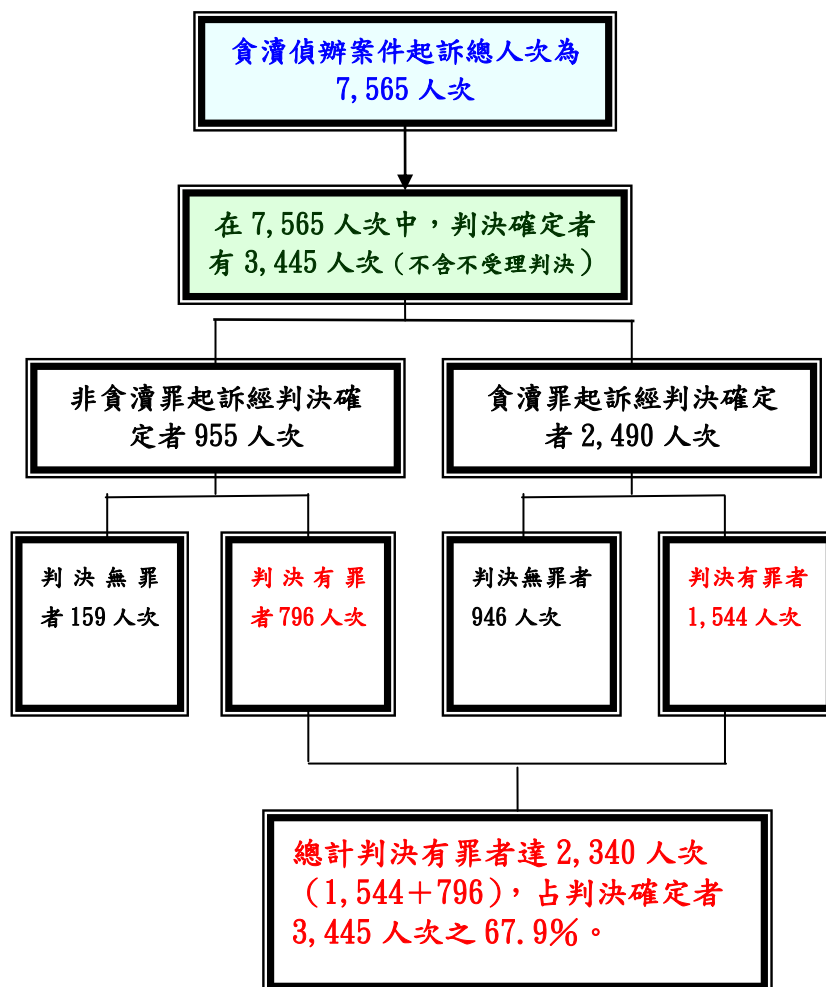 貪瀆偵辦案件起訴總人次為
7,565 人次
在 7,565 人次中，判決確定者
有 3,445 人次（不含不受理判決）
非貪瀆罪起訴經判決確
定者 955 人次
貪瀆罪起訴經判決確定
者 2,490 人次
判決無罪
者 159 人次
判決有罪
者 796 人次
判決無罪者
946 人次
判決有罪者
1,544 人次
總計判決有罪者達 2,340 人次
（1,544＋796），占判決確定者
3,445 人次之 67.9％。